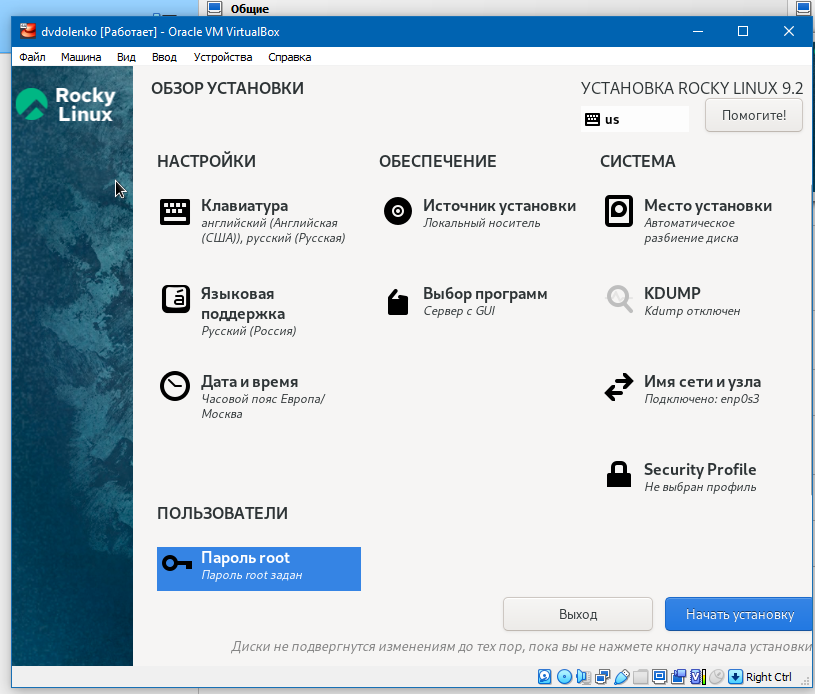 Общие
dvdolenko [Работает] - Oracle VM VirtualBox
Файл Машина Вид Ввод Устройства Справка
Rocky
Linux
ОБЗОР УСТАНОВКИ
УСТАНОВКА ROCKY LINUX 9.2
us
Помогите!
НАСТРОЙКИ
Клавиатура
английский (Английская
(США)), русский (Русская)
Языковая
поддержка
Русский (Россия)
Дата и время
Часовой пояс Европа/
Москва
ОБЕСПЕЧЕНИЕ
Источник установки
Локальный носитель
Выбор программ
Сервер с GUI
СИСТЕМА
Место установки
Автоматическое
разбиение диска
KDUMP
Kdump отключен
Имя сети и узла
Подключено: enp0s3
Security Profile
Не выбран профиль
ПОЛЬЗОВАТЕЛИ
Пароль root
Пароль root задан
Выход
Начать установку
Диски не подвергнутся изменениям до тех пор, пока вы не нажмете кнопку начала установки
Right Ctrl